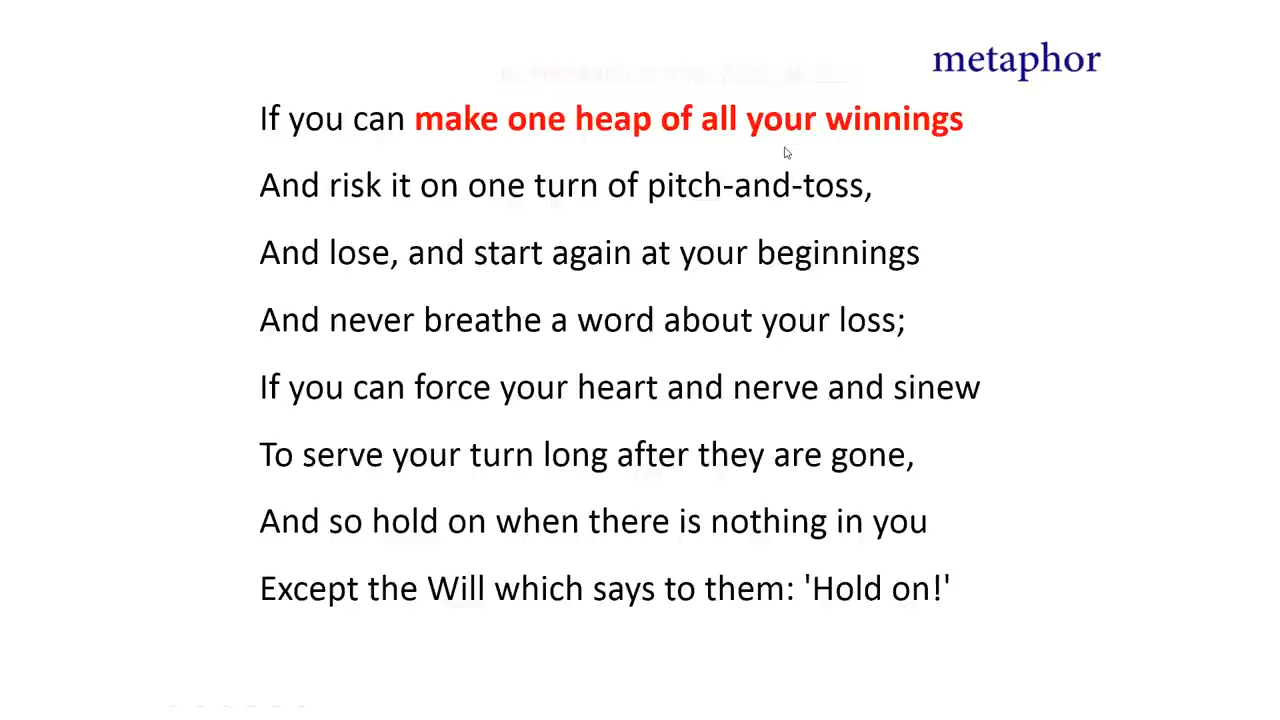 metaphor
If you can make one heap of all your winnings
And risk it on one turn of pitch-and-toss,
And lose, and start again at your beginnings
And never breathe a word about your loss;
If you can force your heart and nerve and sinew
To serve your turn long after they are gone,
And so hold on when there is nothing in you
Except the Will which says to them: 'Hold on!'